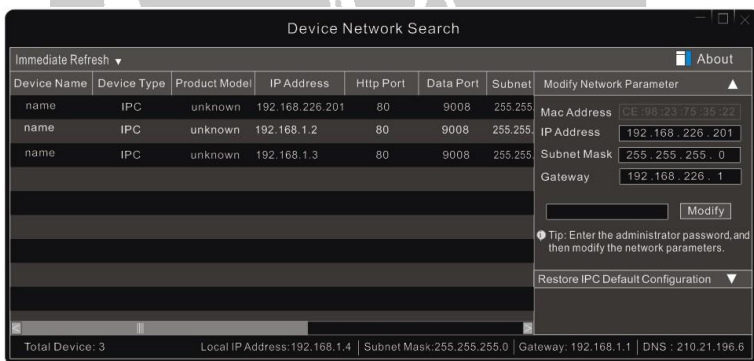 Device Network Search
Immediate Refresh ▼
About
Device Name Device Type Product Model IP Address Http Port Data Port Subnet
name IPC unknown 192.168.226.201 80 9008 255.255.
name IPC unknown 192.168.1.2 80 9008 255.255.
name IPC unknown 192.168.1.3 80 9008 255.255.
Modify Network Parameter
Mac Address CE:98:23:75:35:22
IP Address 192.168.226.201
Subnet Mask 255.255.255.0
Gateway 192.168.226.1
Modify
Tip: Enter the administrator password, and
then modify the network parameters.
Restore IPC Default Configuration
Total Device: 3 Local IP Address:192.168.1.4 Subnet Mask:255.255.255.0 Gateway: 192.168.1.1 DNS : 210.21.196.6